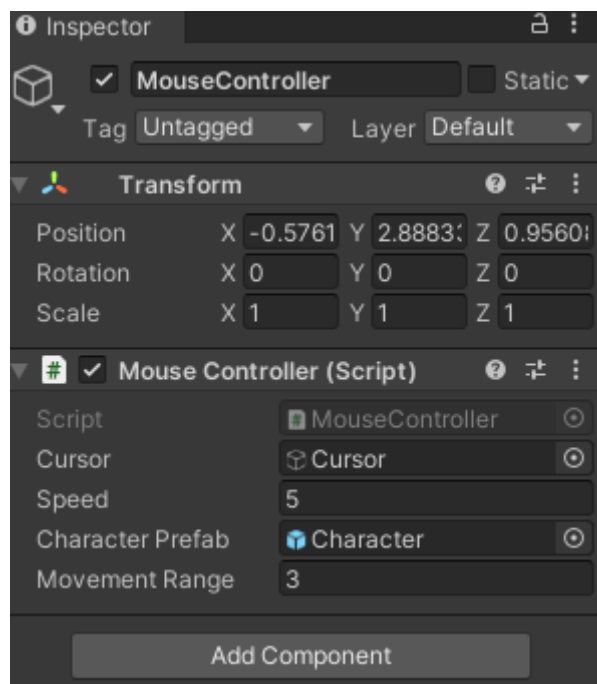 Inspector
MouseController Static
Tag Untagged Layer Default
Transform
Position X -0.5761 Y 2.8883 Z 0.9560
Rotation X 0 Y 0 Z 0
Scale X 1 Y 1 Z 1
# Mouse Controller (Script)
Script # MouseController
Cursor Cursor
Speed 5
Character Prefab Character
Movement Range 3
Add Component